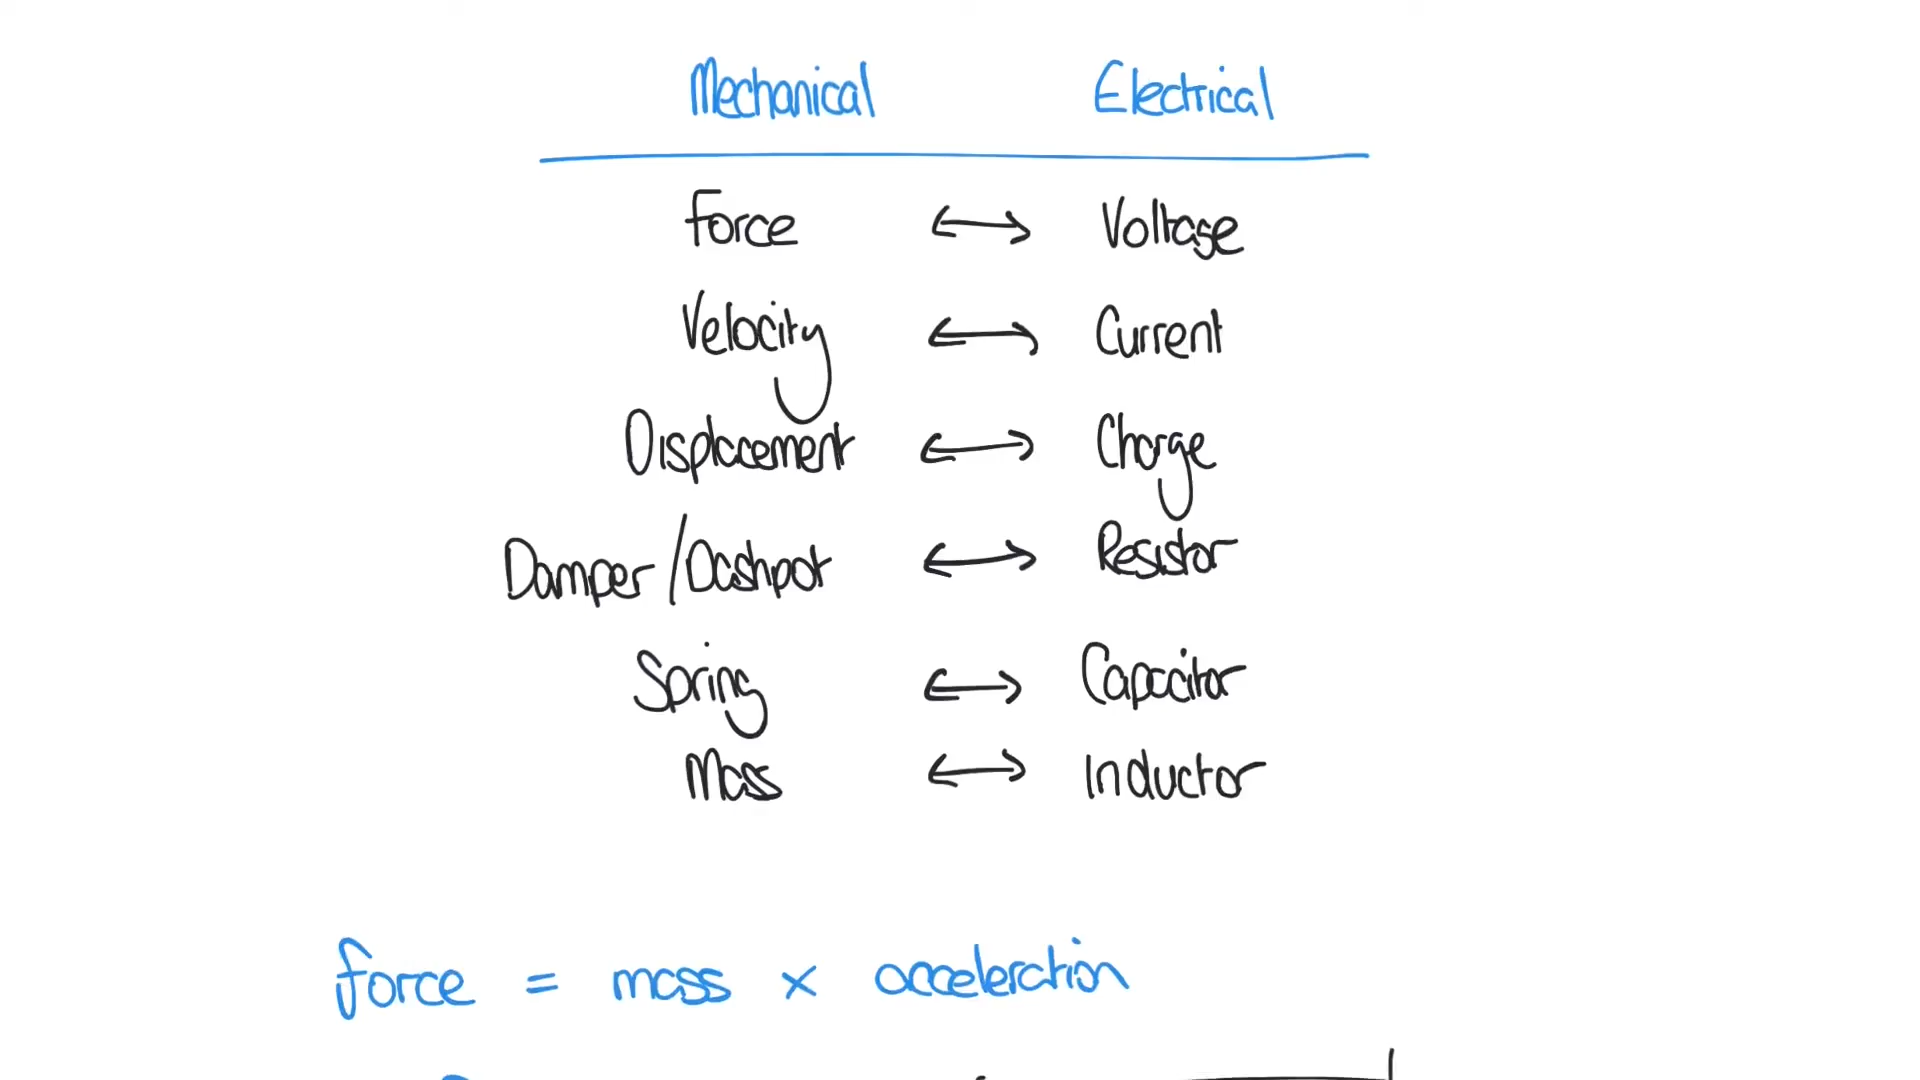 Mechanical Electrical
Force ↔ Voltage
Velocity ↔ Current
Displacement ↔ Charge
Damper/Dashpot ↔ Resistor
Spring ↔ Capacitor
Mass ↔ Inductor
force = mass × acceleration